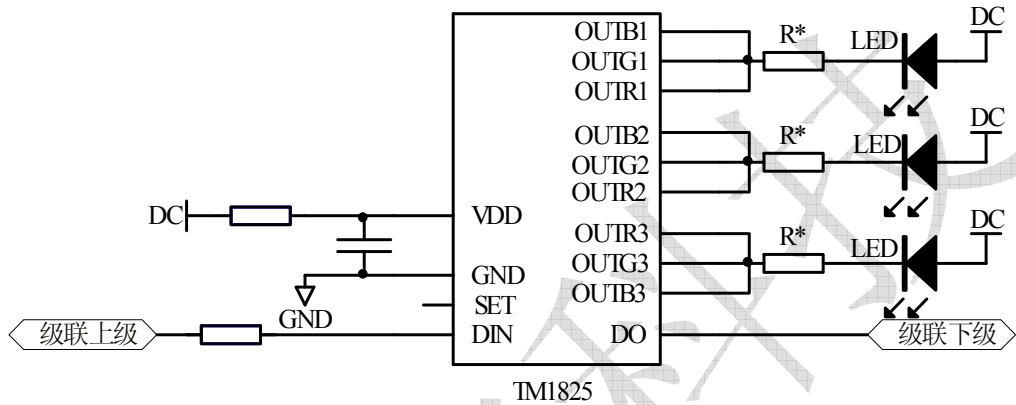 OUTB1
OUTG1
OUTR1
R*
LED
DC
OUTB2
OUTG2
OUTR2
R*
LED
DC
DC
VDD
OUTR3
OUTG3
OUTB3
R*
LED
DC
GND
GND
SET
级联上级
DIN
DO
级联下级
TM1825